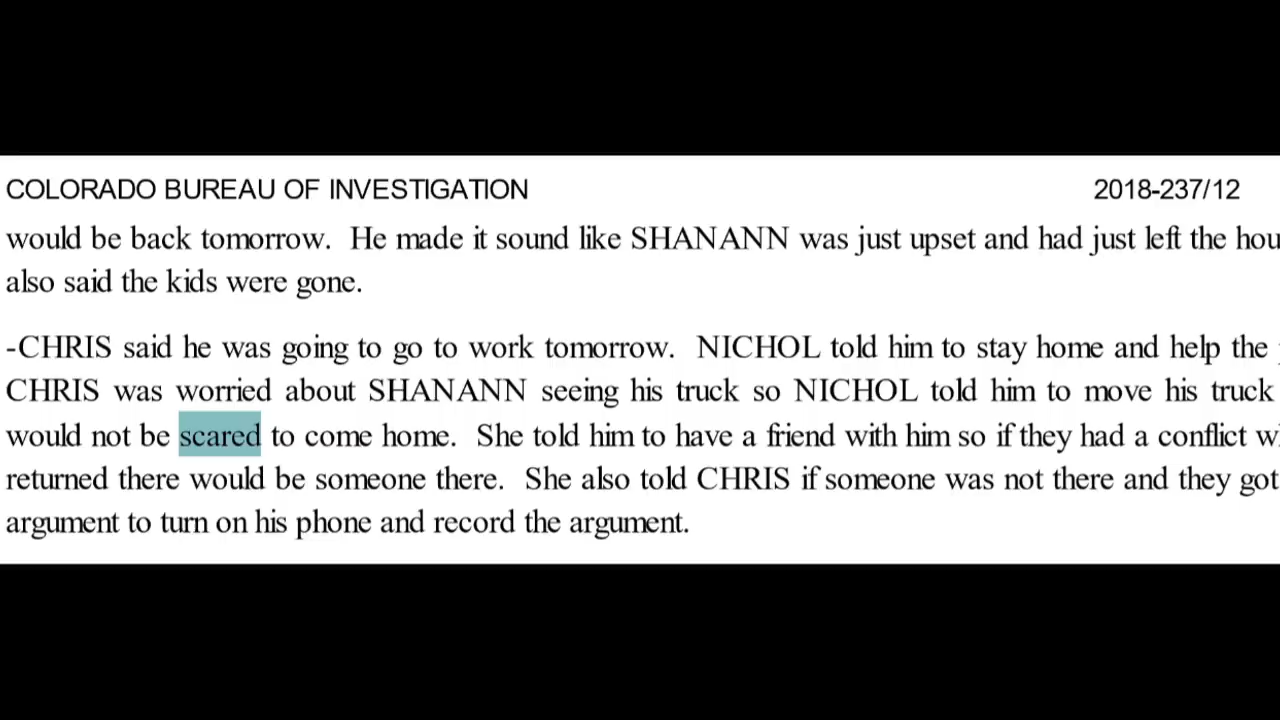 COLORADO BUREAU OF INVESTIGATION 2018-237/12
would be back tomorrow. He made it sound like SHANANN was just upset and had just left the hou
also said the kids were gone.
-CHRIS said he was going to go to work tomorrow. NICHOL told him to stay home and help the
CHRIS was worried about SHANANN seeing his truck so NICHOL told him to move his truck
would not be scared to come home. She told him to have a friend with him so if they had a conflict w
returned there would be someone there. She also told CHRIS if someone was not there and they got
argument to turn on his phone and record the argument.